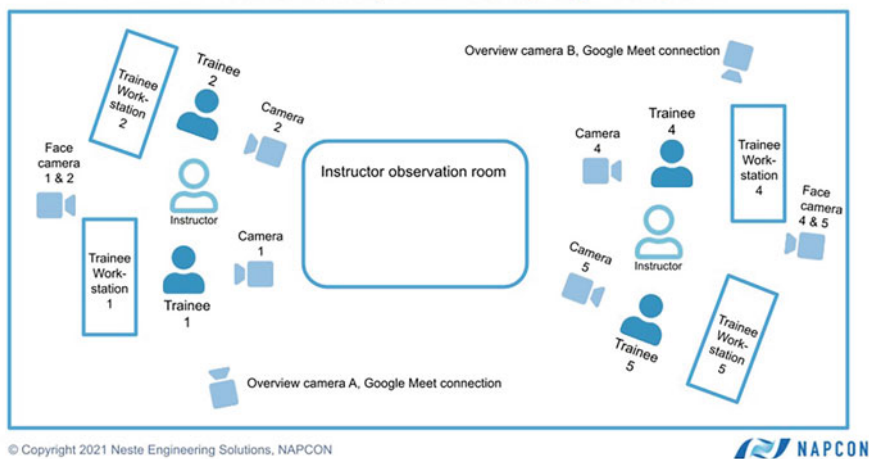 Overview camera B, Google Meet connection
Trainee
Work-
station
2
Trainee
2
Camera
2
Face
camera
1 & 2
Instructor
Trainee
Work-
station
1
Trainee
1
Camera
1
Instructor observation room
Overview camera A, Google Meet connection
Camera
4
Trainee
4
Trainee
Work-
station
4
Face
camera
4 & 5
Instructor
Camera
5
Trainee
5
Trainee
Work-
station
5
© Copyright 2021 Neste Engineering Solutions, NAPCON
NAPCON